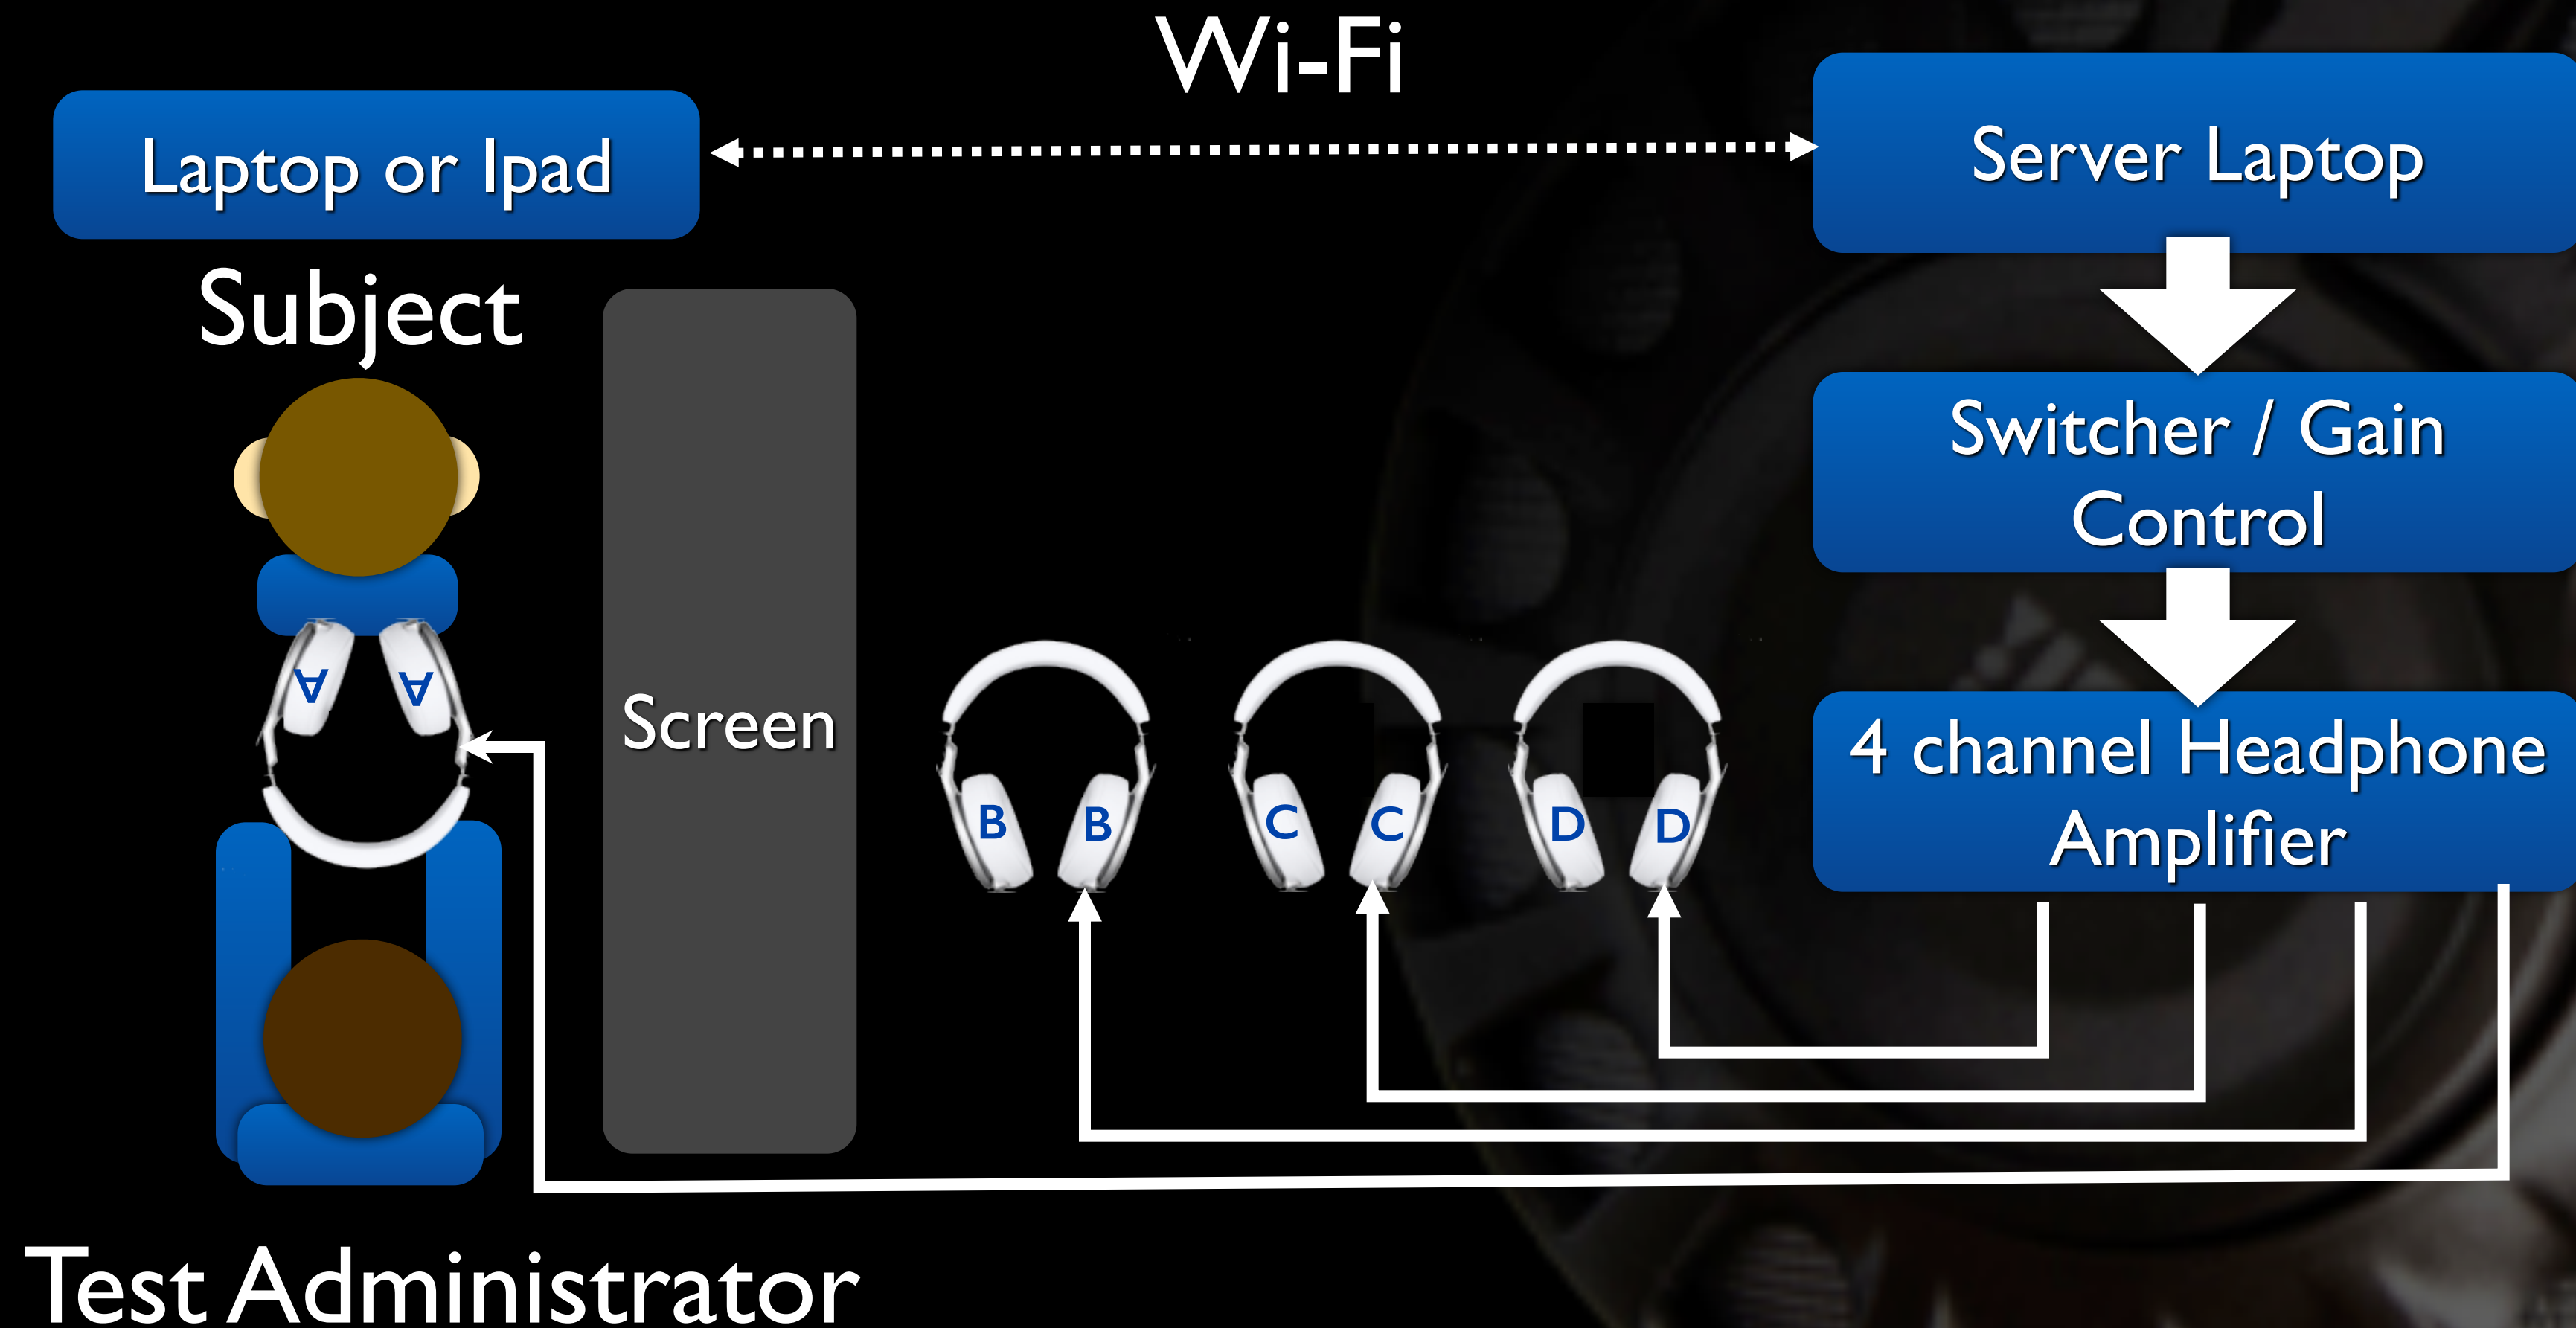 Wi-Fi
Laptop or Ipad
Server Laptop
Subject
Switcher / Gain
Control
A A
Screen
4 channel Headphone
Amplifier
B B
C C
D D
Test Administrator